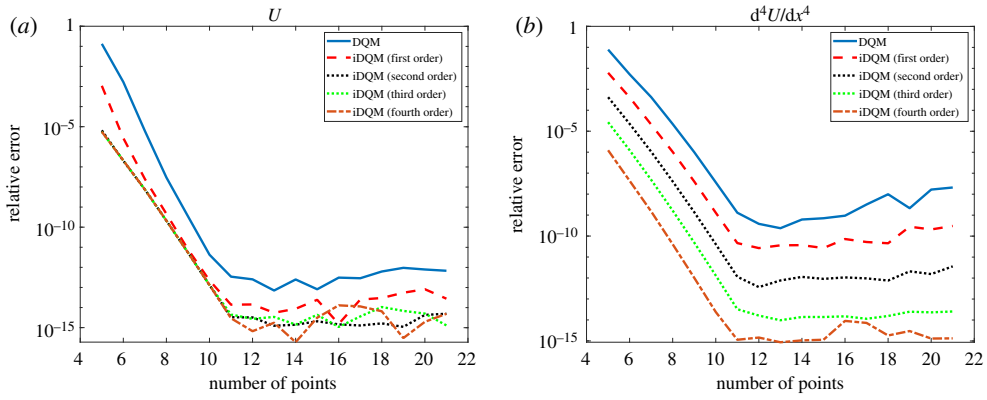 (a)
U
1
10⁻⁵
10⁻¹⁰
10⁻¹⁵
relative error
4 6 8 10 12 14 16 18 20 22
number of points
DQM
iDQM (first order)
iDQM (second order)
iDQM (third order)
iDQM (fourth order)
(b)
d⁴U/dx⁴
1
10⁻⁵
10⁻¹⁰
10⁻¹⁵
relative error
4 6 8 10 12 14 16 18 20 22
number of points
DQM
iDQM (first order)
iDQM (second order)
iDQM (third order)
iDQM (fourth order)